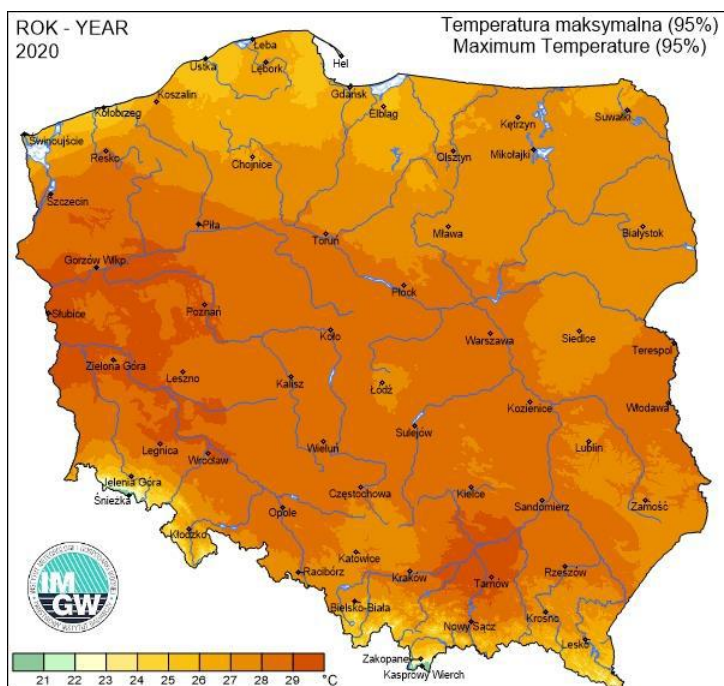 ROK - YEAR
2020
Temperatura maksymalna (95%)
Maximum Temperature (95%)
Łeba
Hel
Ustka
Lębork
Gdańsk
Koszalin
Kołobrzeg
Elbląg
Suwałki
Kętrzyn
Świnoujście
Resko
Chojnice
Olsztyn
Mikołajki
Szczecin
Piła
Toruń
Mława
Białystok
Gorzów Wlkp.
Płock
Słubice
Poznań
Koło
Warszawa
Siedlce
Terespol
Zielona Góra
Leszno
Kalisz
Łódź
Kozienice
Włodawa
Sulejów
Legnica
Wrocław
Wieluń
Lublin
Jelenia Góra
Śnieżka
Częstochowa
Kielce
Sandomierz
Zamość
Opole
Kłodzko
Katowice
Racibórz
Kraków
Tarnów
Rzeszów
Bielsko-Biała
Nowy Sącz
Krosno
Lesko
Zakopane
Kasprowy Wierch
IM
GW
21 22 23 24 25 26 27 28 29 °C